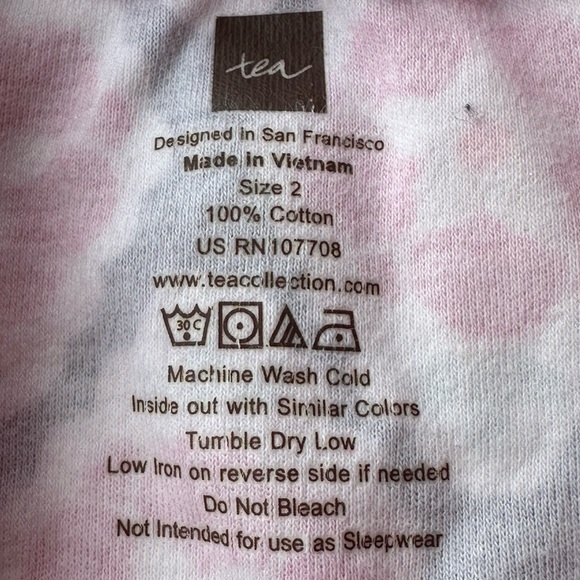 tea
Designed in San Francisco
Made in Vietnam
Size 2
100% Cotton
US RN107708
www.teacollection.com
30 C
Machine Wash Cold
Inside out with Similar Colors
Tumble Dry Low
Low Iron on reverse side if needed
Do Not Bleach
Not Intended for use as Sleepwear